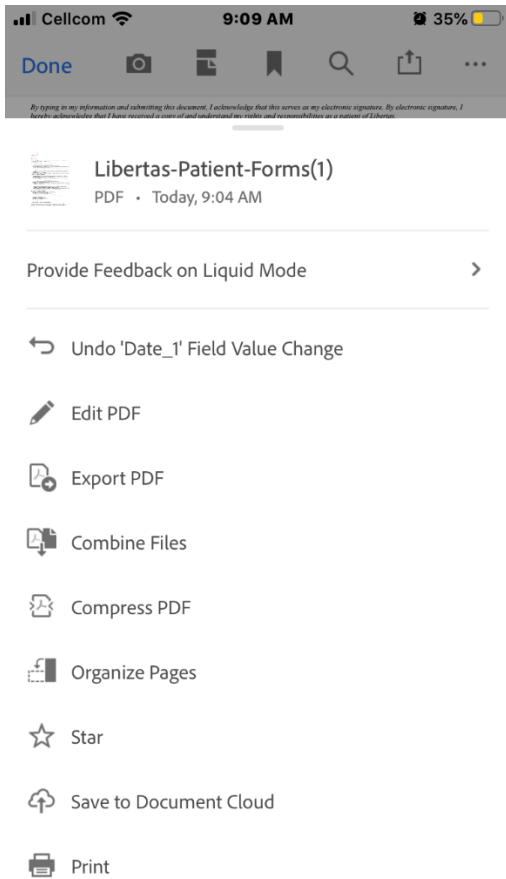 Cellcom 9:09 AM 35%
Done
By typing in my information and submitting this document, I acknowledge that this serves as my electronic signature. By electronic signature, I
hereby acknowledge that I have received a copy of and understand my rights and responsibilities as a patient of Libertas.
Libertas-Patient-Forms(1)
PDF • Today, 9:04 AM
Provide Feedback on Liquid Mode
Undo 'Date_1' Field Value Change
Edit PDF
Export PDF
Combine Files
Compress PDF
Organize Pages
Star
Save to Document Cloud
Print